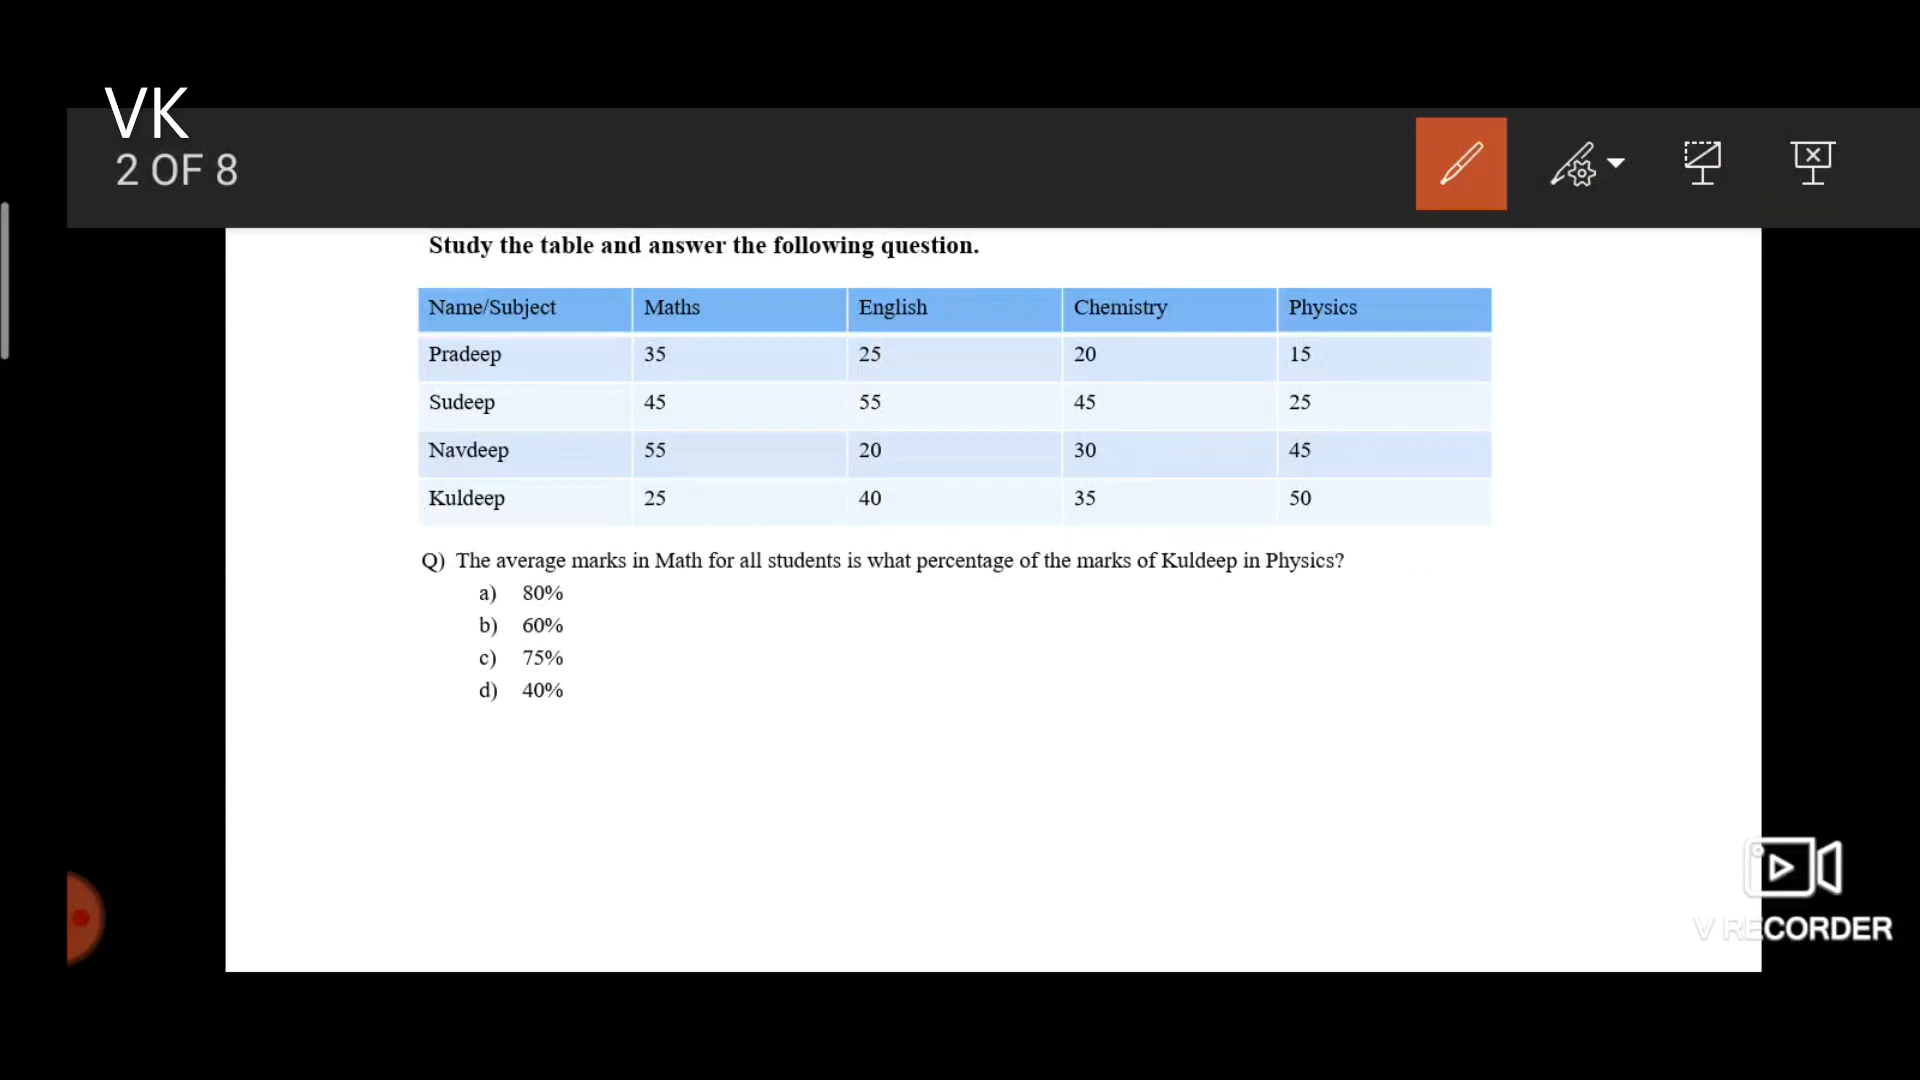 VK
2 OF 8
Study the table and answer the following question.
Name/Subject Maths English Chemistry Physics
Pradeep 35 25 20 15
Sudeep 45 55 45 25
Navdeep 55 20 30 45
Kuldeep 25 40 35 50
Q) The average marks in Math for all students is what percentage of the marks of Kuldeep in Physics?
a) 80%
b) 60%
c) 75%
d) 40%
V RECORDER